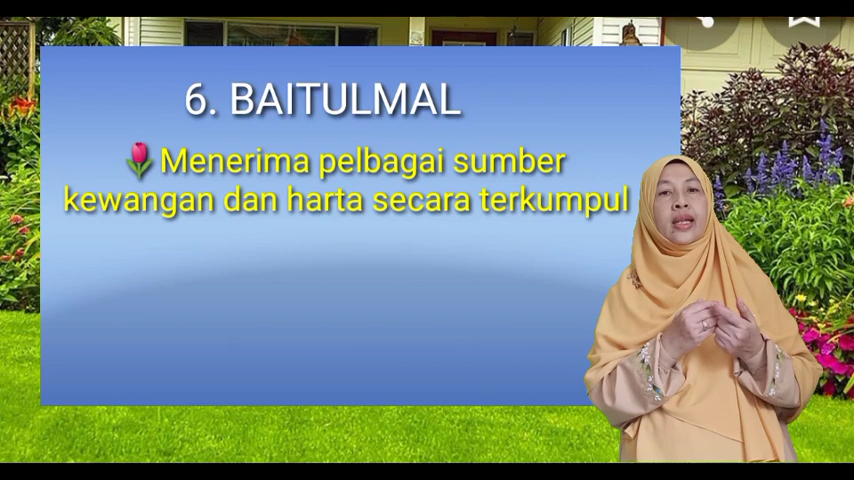 6. BAITULMAL
🌷Menerima pelbagai sumber
kewangan dan harta secara terkumpul